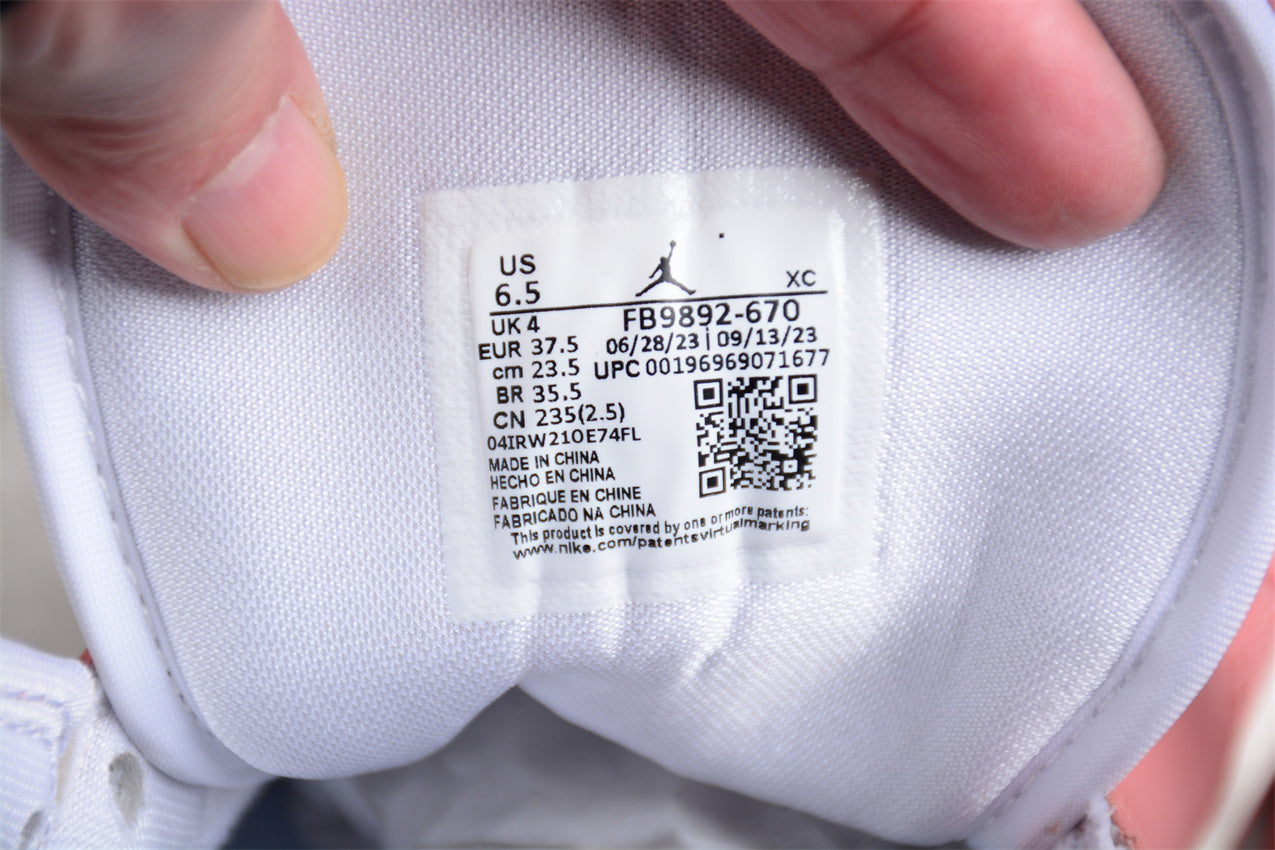 US
6.5
XC
UK 4
FB9892-670
EUR 37.5
06/28/23 | 09/13/23
cm 23.5
UPC 00196969071677
BR 35.5
CN 235(2.5)
04IRW21OE74FL
MADE IN CHINA
HECHO EN CHINA
FABRIQUE EN CHINE
FABRICADO NA CHINA
This product is covered by one or more patents:
www.nike.com/patentsvirtualmarking